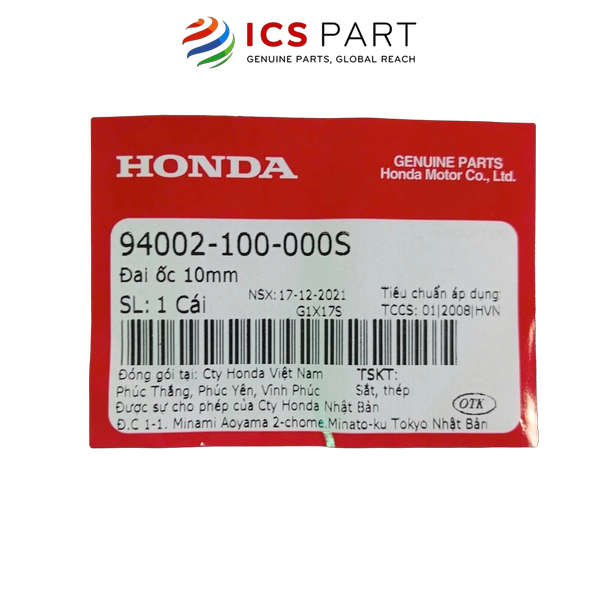 ICS PART
GENUINE PARTS, GLOBAL REACH
HONDA
GENUINE PARTS
Honda Motor Co., Ltd.
94002-100-000S
Đai ốc 10mm
SL: 1 Cái
NSX: 17-12-2021
G1X17S
Tiêu chuẩn áp dụng:
TCCS: 01|2008|HVN
Đóng gói tại: Cty Honda Việt Nam
Phúc Thắng, Phúc Yên, Vĩnh Phúc
TSKT:
Sắt, thép
Được sự cho phép của Cty Honda Nhật Bản
Đ.C 1-1. Minami Aoyama 2-chome.Minato-ku Tokyo Nhật Bản
OTK